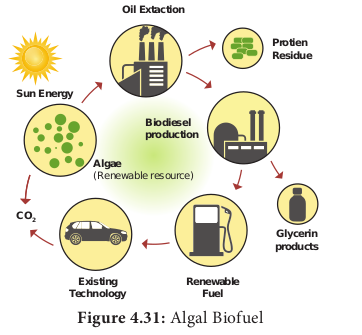 Oil Extaction
Protien
Residue
Sun Energy
Biodiesel
production
Algae
(Renewable resource)
CO₂
Glycerin
products
Existing
Technology
Renewable
Fuel
Figure 4.31: Algal Biofuel